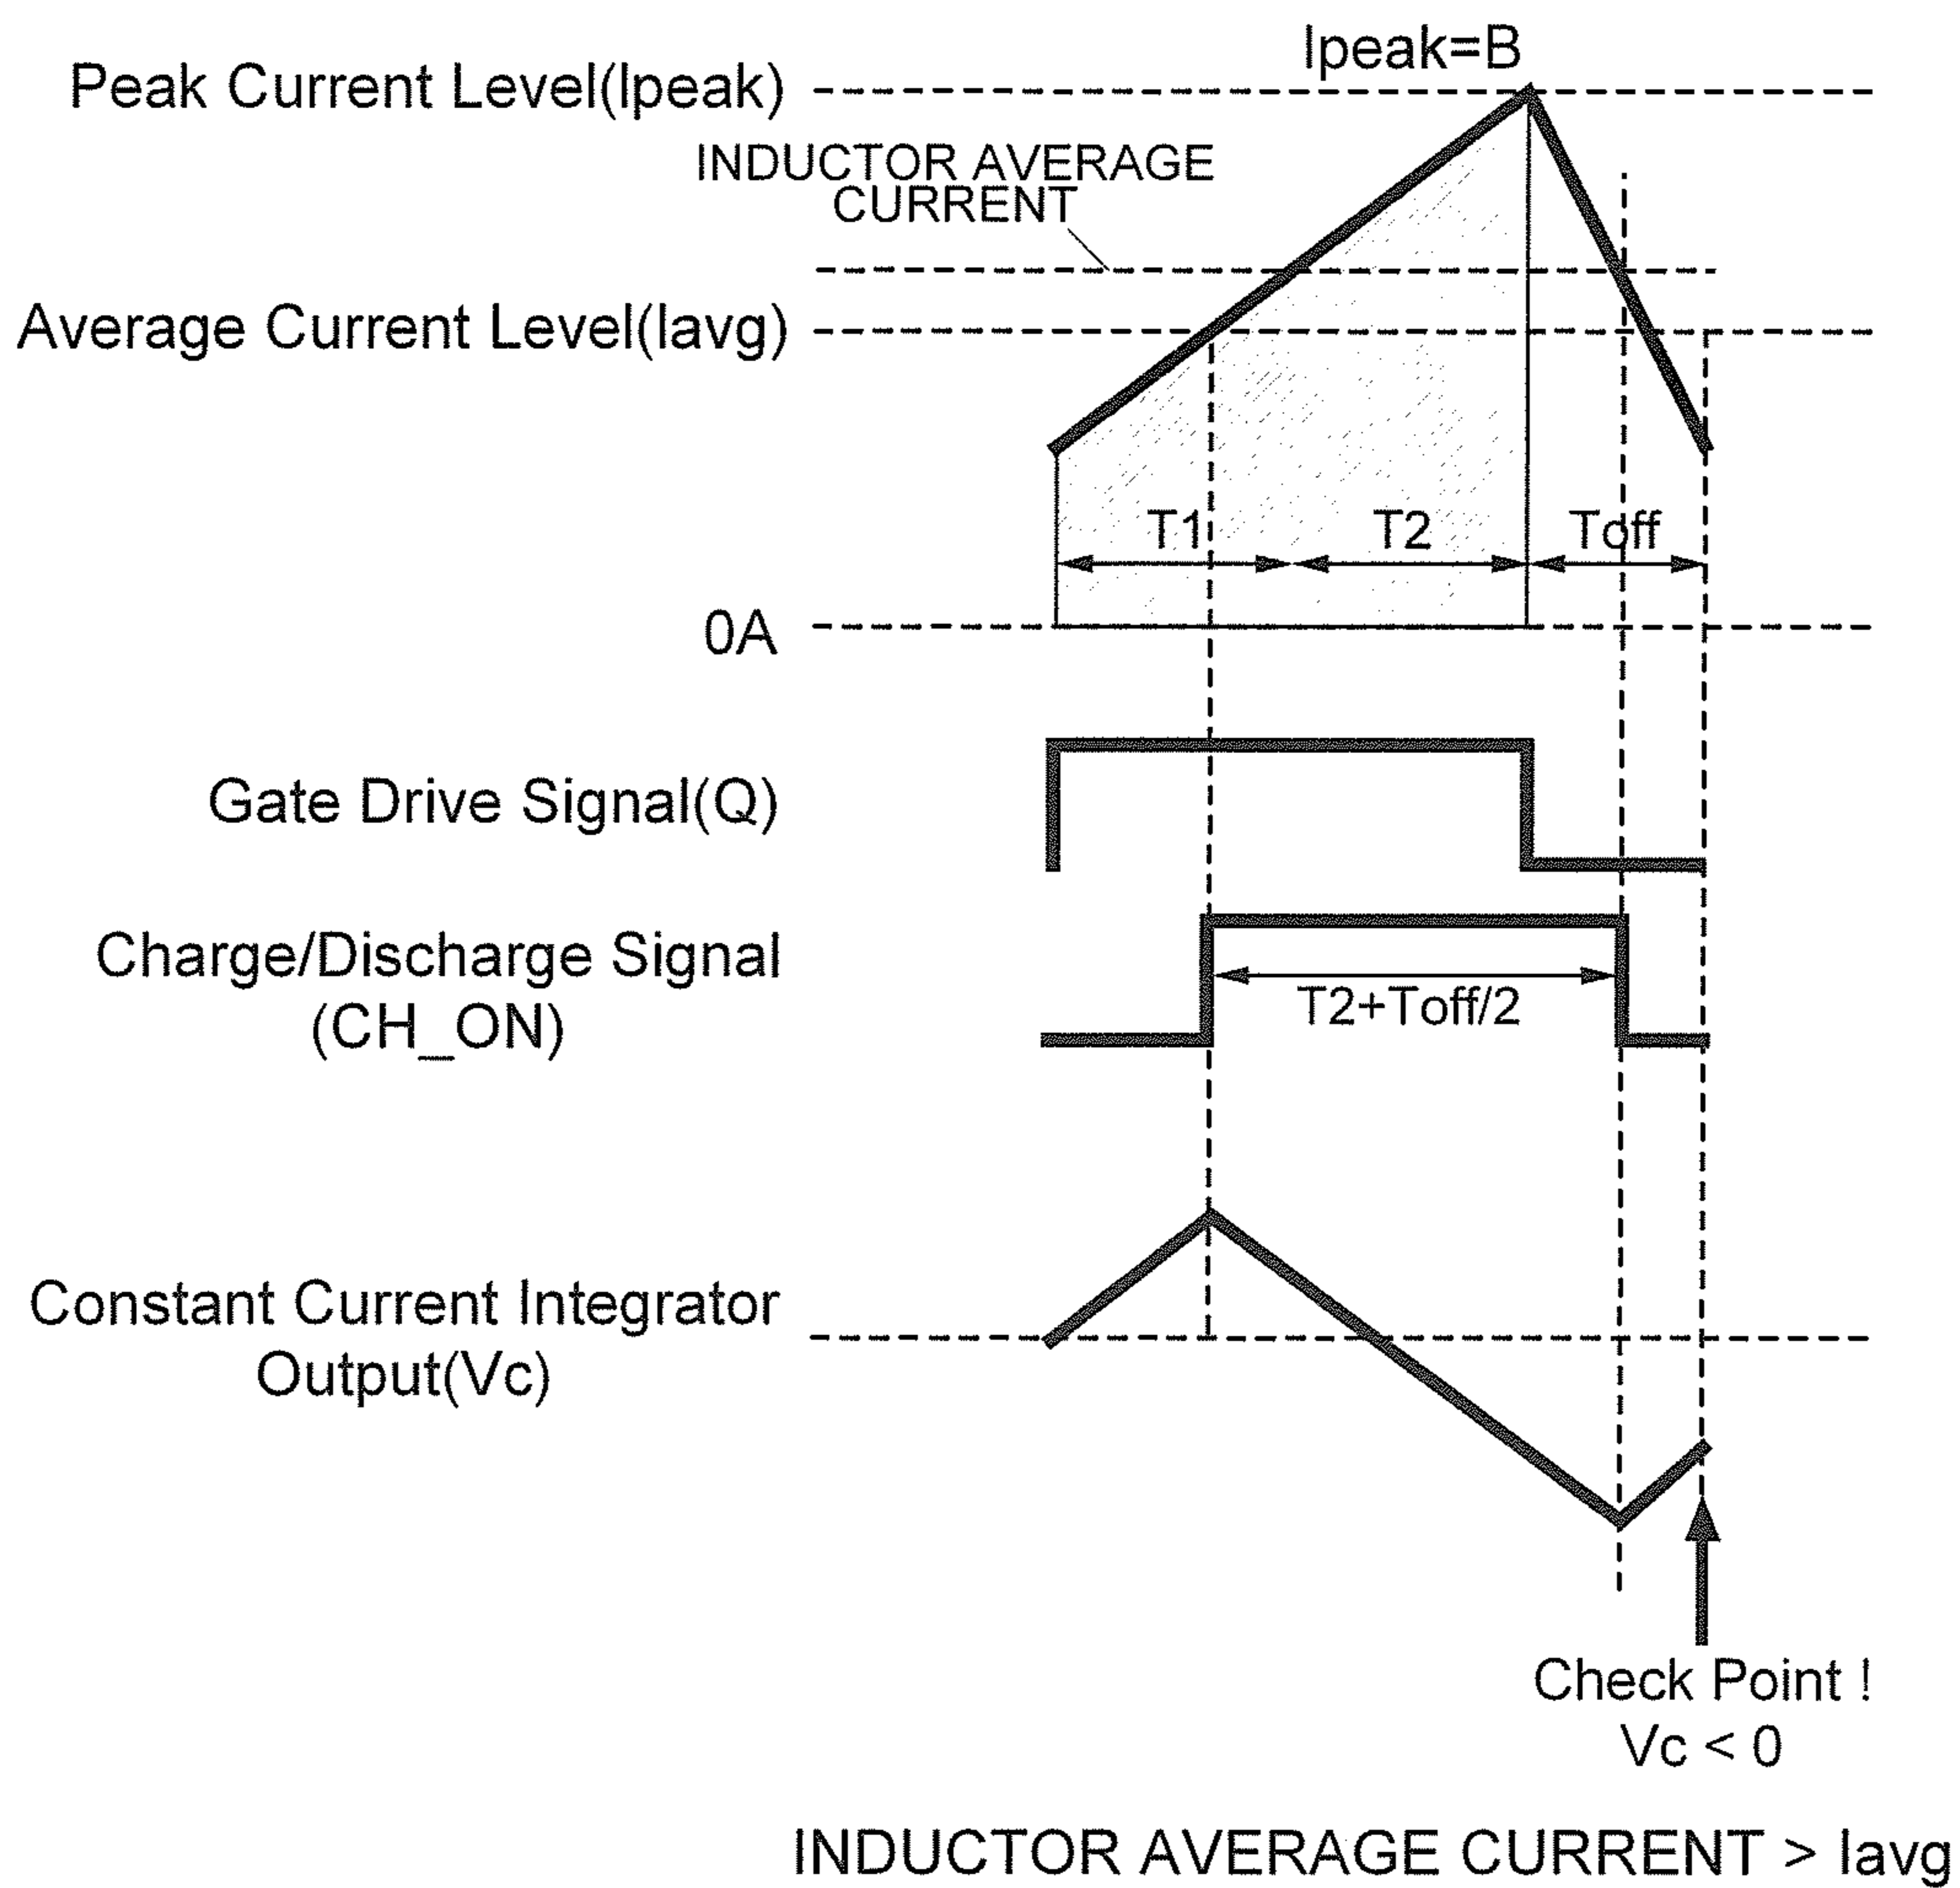 Ipeak=B
Peak Current Level(Ipeak)
INDUCTOR AVERAGE
CURRENT
Average Current Level(Iavg)
T1
T2
Toff
0A
Gate Drive Signal(Q)
Charge/Discharge Signal
(CH_ON)
T2+Toff/2
Constant Current Integrator
Output(Vc)
Check Point !
Vc < 0
INDUCTOR AVERAGE CURRENT > Iavg